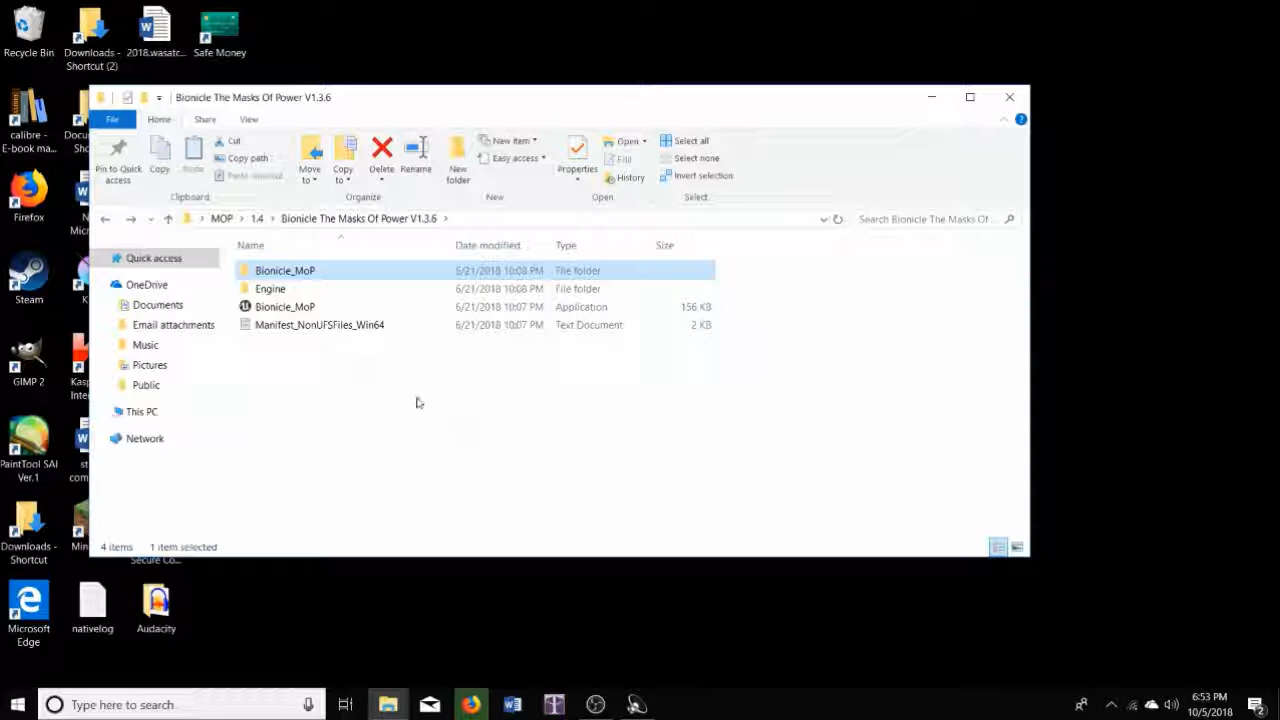 Recycle Bin
Downloads -
Shortcut (2)
2018.wasatc...
Safe Money
calibre -
E-book ma...
Firefox
Steam
GIMP 2
PaintTool SAI
Ver.1
Downloads -
Shortcut
Secure Co...
Microsoft
Edge
nativelog
Audacity
Bionicle The Masks Of Power V1.3.6
File
Home
Share
View
Pin to Quick
access
Copy
Paste
Cut
Copy path
Paste shortcut
Clipboard
Move
to
Copy
to
Delete
Rename
Organize
New
folder
New item
Easy access
New
Properties
Open
Edit
History
Open
Select all
Select none
Invert selection
Select
MOP > 1.4 > Bionicle The Masks Of Power V1.3.6 >
Search Bionicle The Masks Of ...
Name Date modified Type Size
Bionicle_MoP 6/21/2018 10:08 PM File folder
Engine 6/21/2018 10:08 PM File folder
Bionicle_MoP 6/21/2018 10:07 PM Application 156 KB
Manifest_NonUFSFiles_Win64 6/21/2018 10:07 PM Text Document 2 KB
Quick access
OneDrive
Documents
Email attachments
Music
Pictures
Public
This PC
Network
4 items 1 item selected
Type here to search
6:53 PM
10/5/2018
2